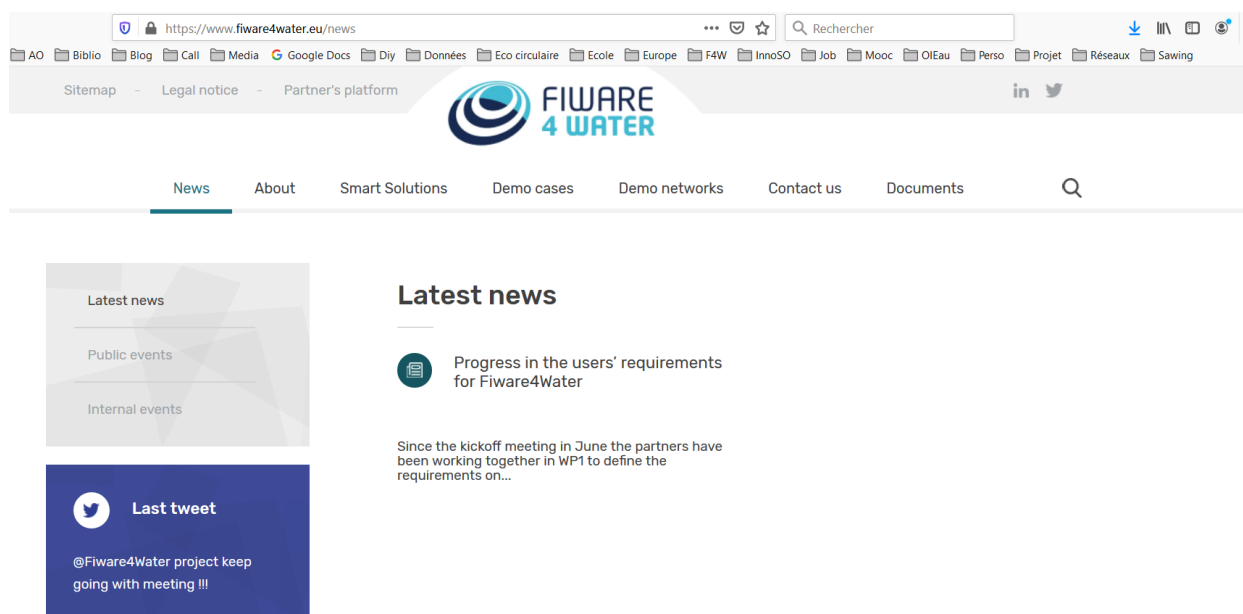 https://www.fiware4water.eu/news
Rechercher
AO Biblio Blog Call Media Google Docs Diy Données Eco circulaire Ecole Europe F4W InnoSO Job Mooc OIEau Perso Projet Réseaux Sawing
Sitemap - Legal notice - Partner's platform
in
FIWARE
4 WATER
News About Smart Solutions Demo cases Demo networks Contact us Documents
Latest news
Public events
Internal events
Latest news
Progress in the users’ requirements
for Fiware4Water
Since the kickoff meeting in June the partners have
been working together in WP1 to define the
requirements on...
Last tweet
@Fiware4Water project keep
going with meeting !!!